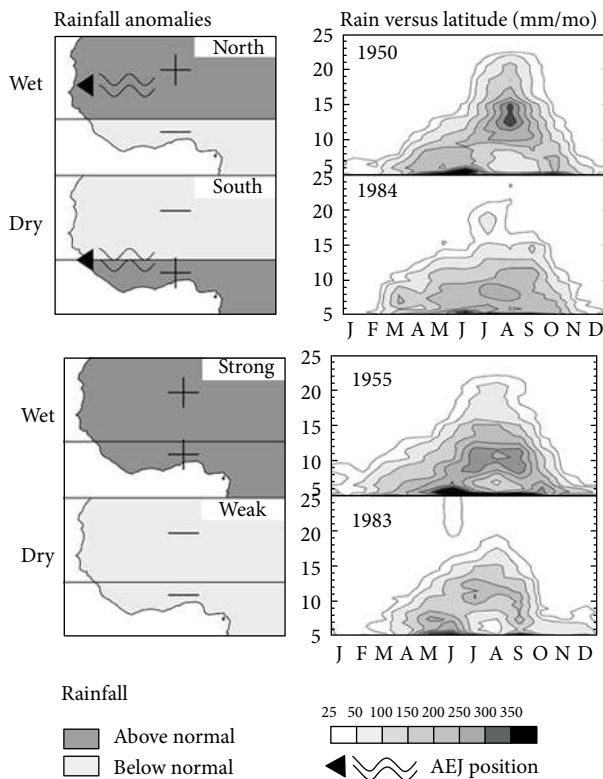 Rainfall anomalies
Rain versus latitude (mm/mo)
Wet
North
+
−
Dry
South
−
+
25
20
15
10
5
1950
25
20
15
10
5
1984
J F M A M J J A S O N D
Wet
Strong
+
+
Dry
Weak
−
−
25
20
15
10
5
1955
25
20
15
10
5
1983
J F M A M J J A S O N D
Rainfall
Above normal
Below normal
25 50 100 150 200 250 300 350
AEJ position